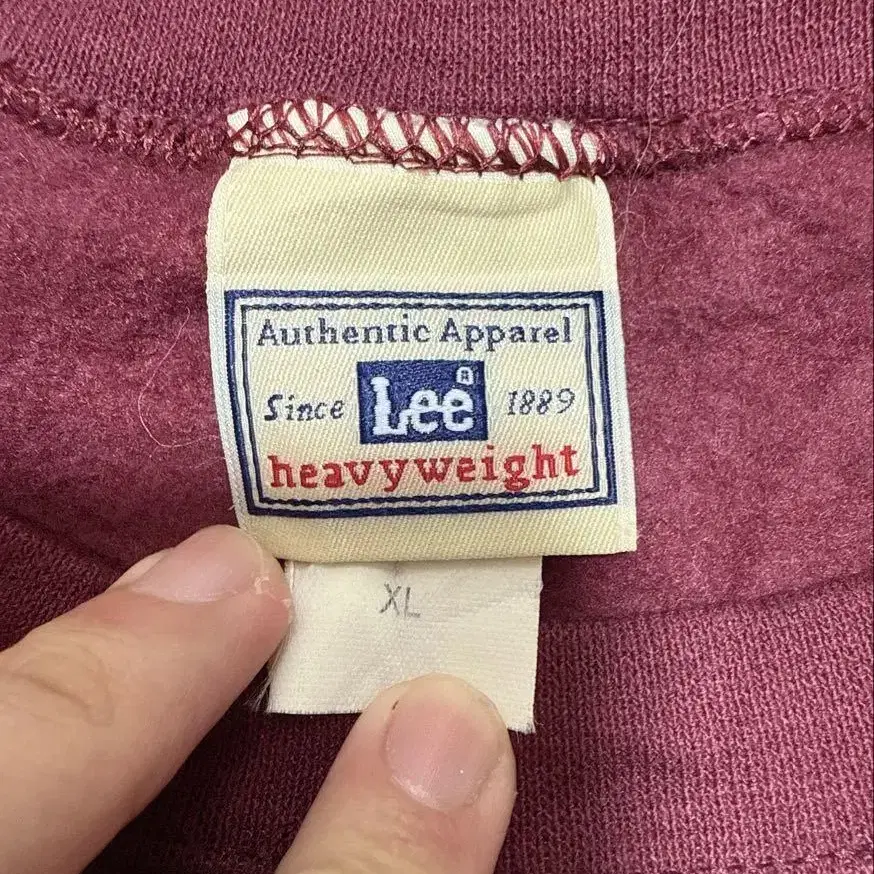 Authentic Apparel
Since Lee® 1889
heavyweight
XL